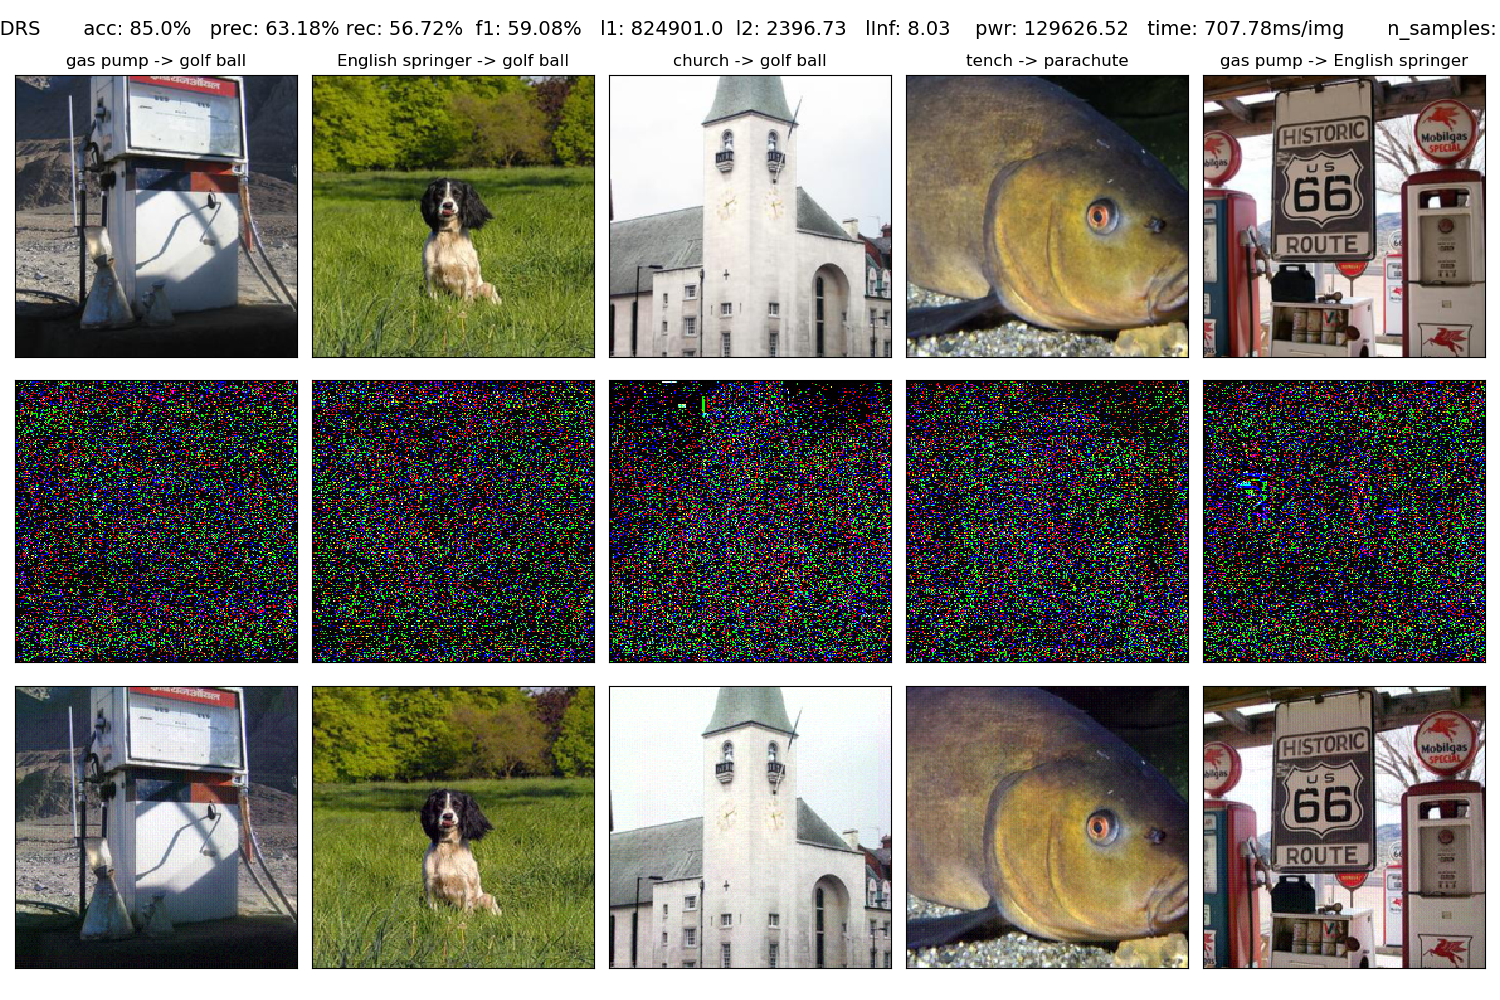 DRS acc: 85.0% prec: 63.18% rec: 56.72% f1: 59.08% l1: 824901.0 l2: 2396.73 lInf: 8.03 pwr: 129626.52 time: 707.78ms/img n_samples:
gas pump -> golf ball English springer -> golf ball church -> golf ball tench -> parachute gas pump -> English springer
HISTORIC
US
66
ROUTE
Mobilgas
SPECIAL
HISTORIC
US
66
ROUTE
Mobilgas
SPECIAL